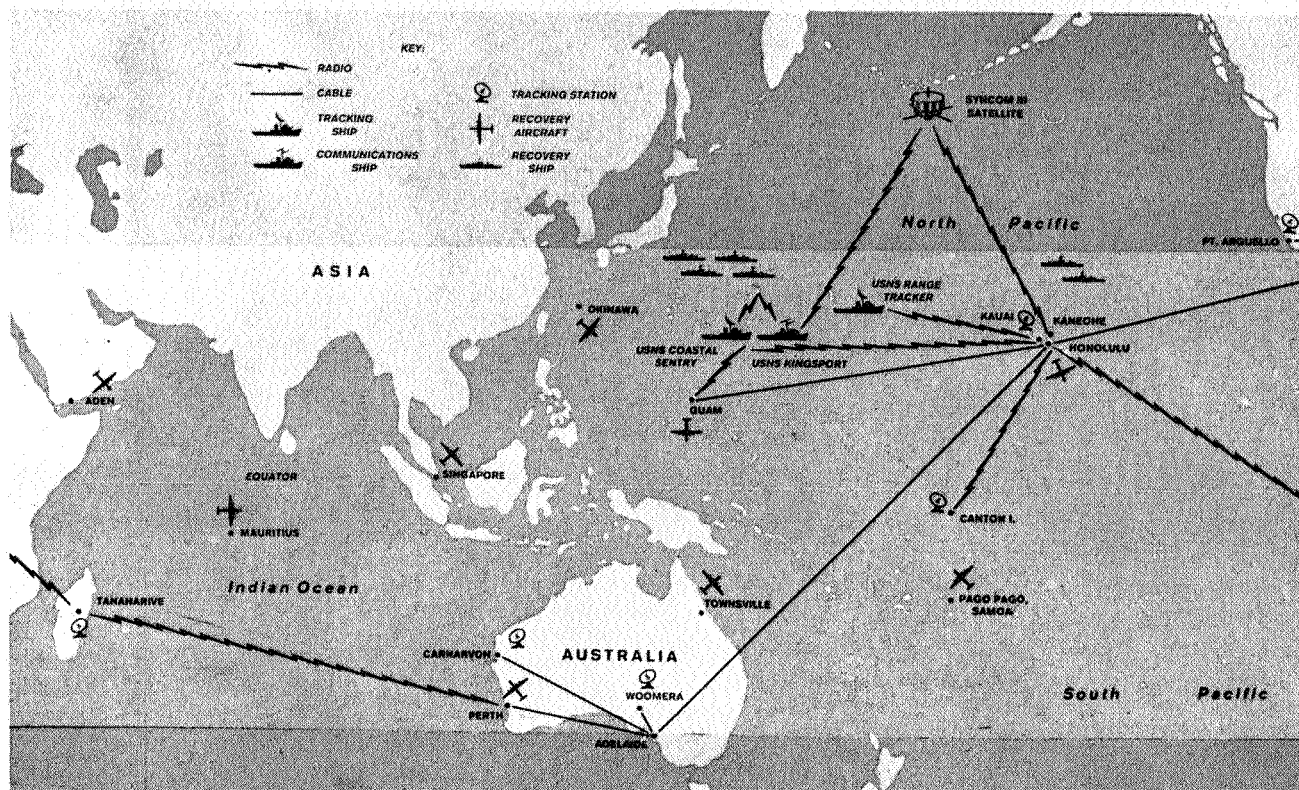 KEY:
RADIO
CABLE
TRACKING
SHIP
COMMUNICATIONS
SHIP
TRACKING STATION
RECOVERY
AIRCRAFT
RECOVERY
SHIP
SYNCOM III
SATELLITE
North Pacific
PT. ARGUELLO
ASIA
OKINAWA
USNS RANGE
TRACKER
KAUAI
KANEOHE
HONOLULU
USNS COASTAL
SENTRY
USNS KINGSPORT
GUAM
ADEN
SINGAPORE
EQUATOR
MAURITIUS
CANTON I.
Indian Ocean
TANAHARIVE
TOWNSVILLE
PAGO PAGO,
SAMOA
CARNARVON
AUSTRALIA
WOOMERA
PERTH
ADELAIDE
South Pacific